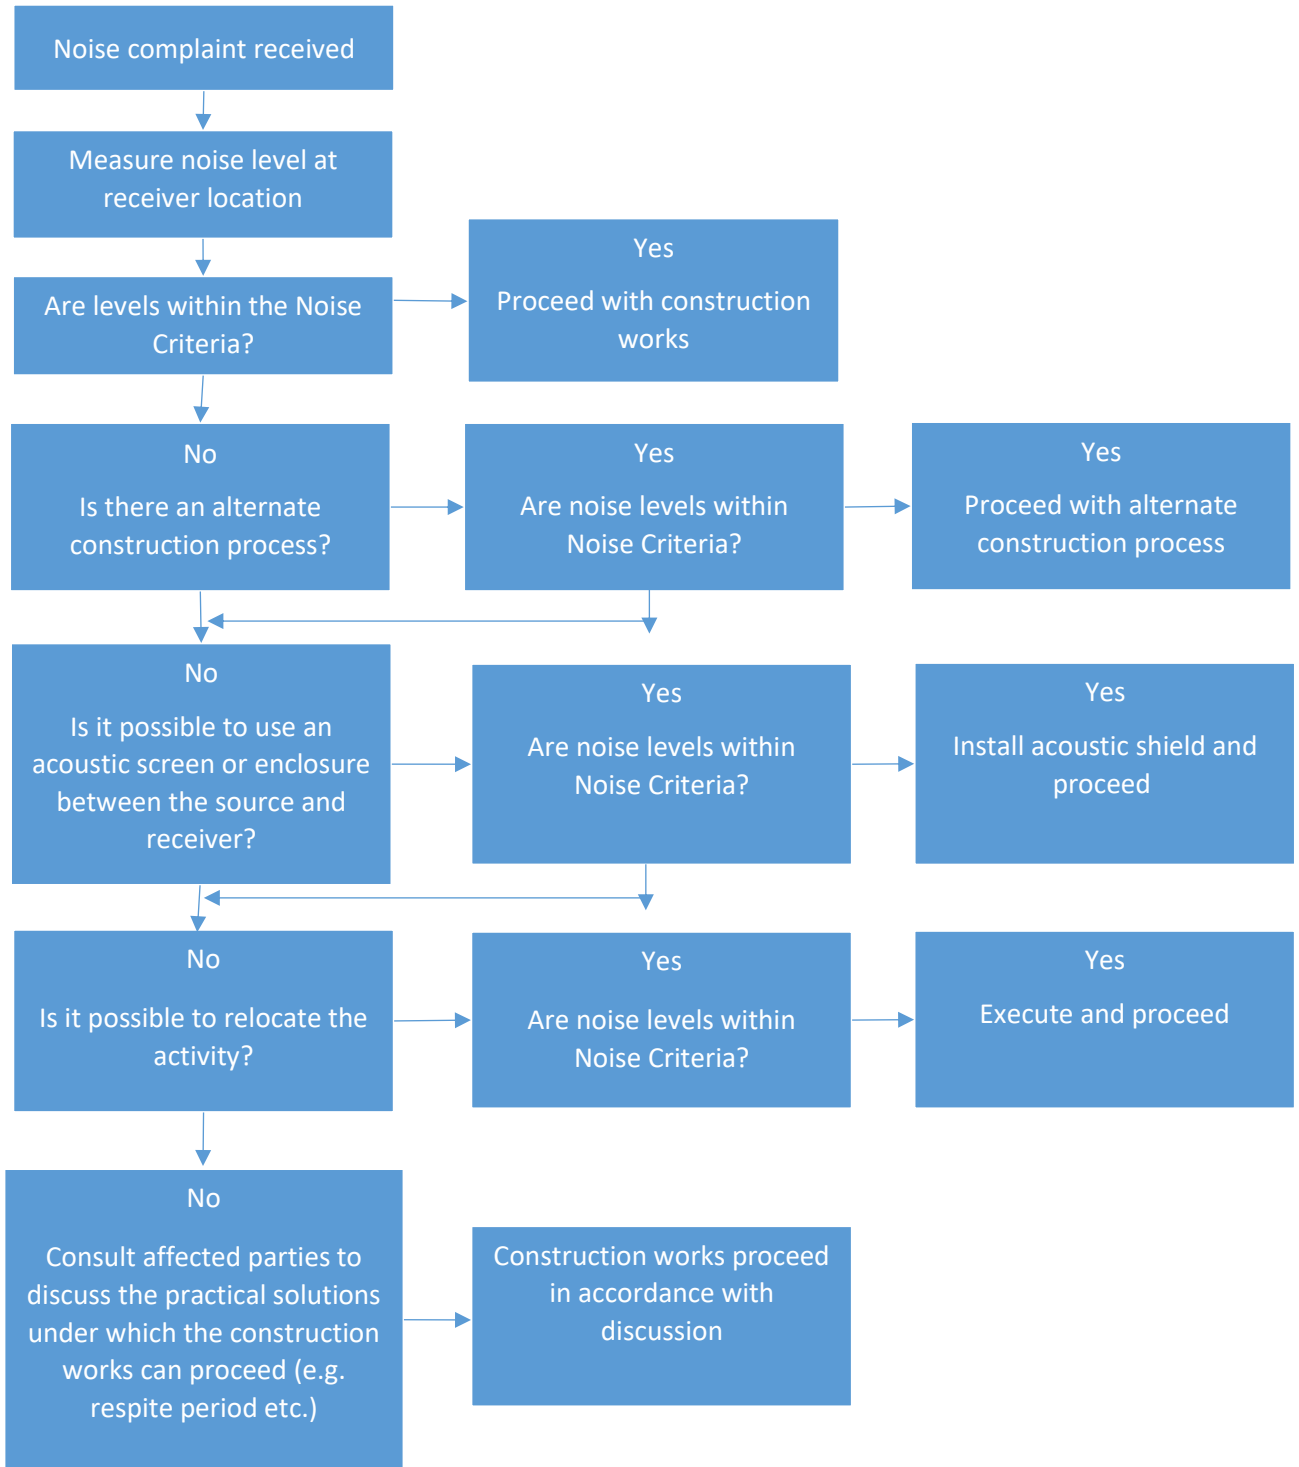 Noise complaint received
Measure noise level at
receiver location
Are levels within the Noise
Criteria?
Yes
Proceed with construction
works
No
Is there an alternate
construction process?
Yes
Are noise levels within
Noise Criteria?
Yes
Proceed with alternate
construction process
No
Is it possible to use an
acoustic screen or enclosure
between the source and
receiver?
Yes
Are noise levels within
Noise Criteria?
Yes
Install acoustic shield and
proceed
No
Is it possible to relocate the
activity?
Yes
Are noise levels within
Noise Criteria?
Yes
Execute and proceed
No
Consult affected parties to
discuss the practical solutions
under which the construction
works can proceed (e.g.
respite period etc.)
Construction works proceed
in accordance with
discussion